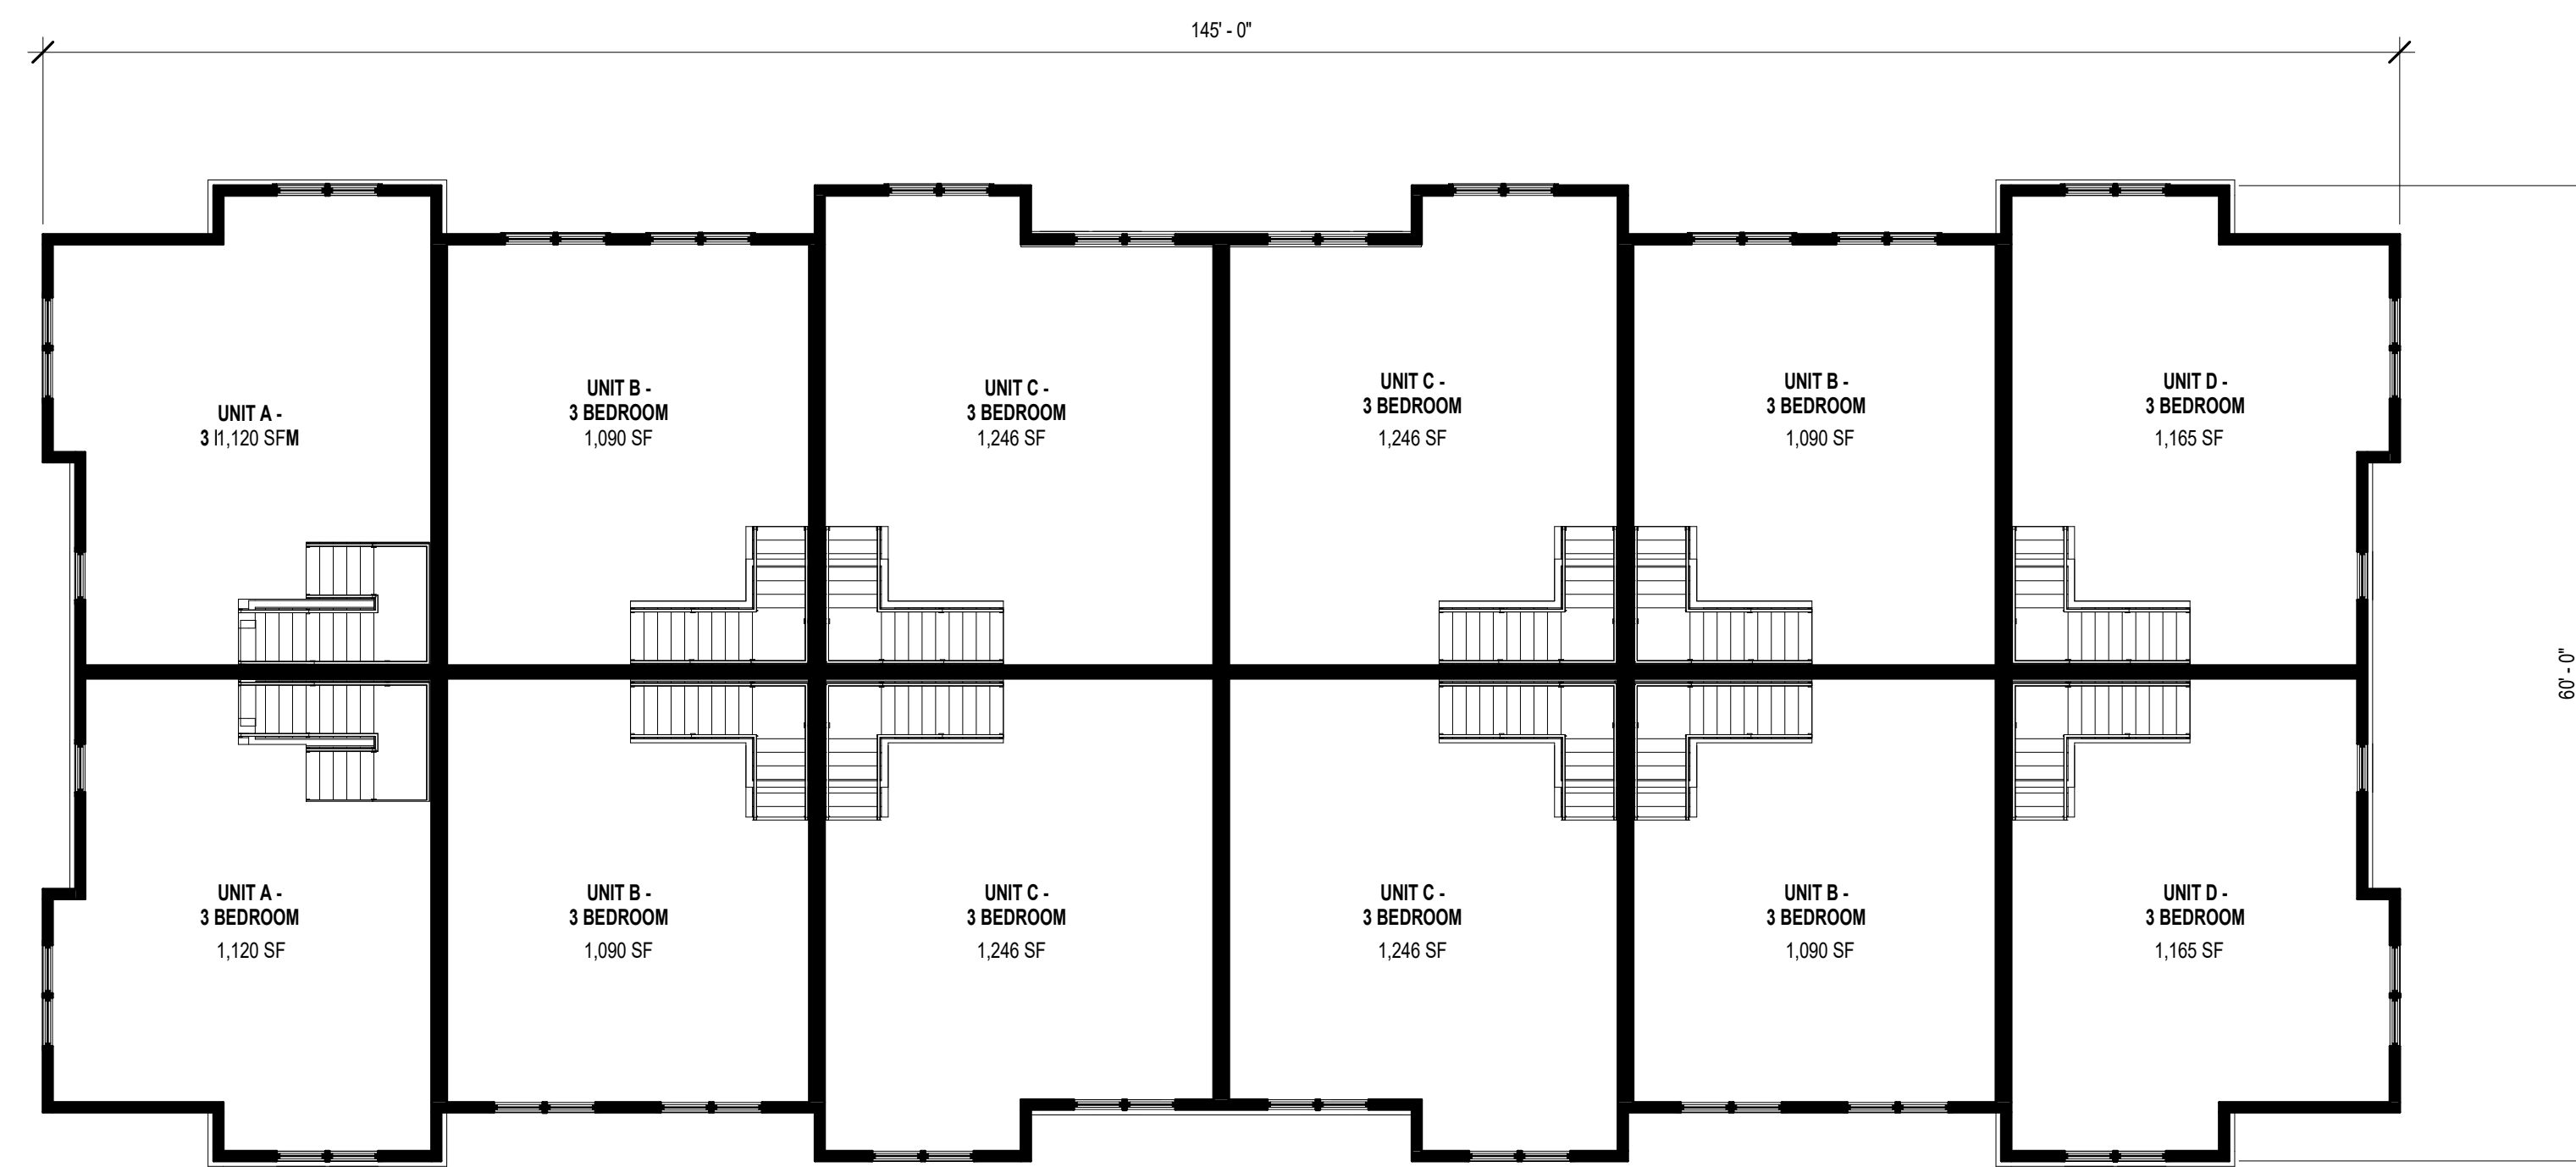 145' - 0"
UNIT A -
3 I1,120 SFM
UNIT B -
3 BEDROOM
1,090 SF
UNIT C -
3 BEDROOM
1,246 SF
UNIT C -
3 BEDROOM
1,246 SF
UNIT B -
3 BEDROOM
1,090 SF
UNIT D -
3 BEDROOM
1,165 SF
60' - 0"
UNIT A -
3 BEDROOM
1,120 SF
UNIT B -
3 BEDROOM
1,090 SF
UNIT C -
3 BEDROOM
1,246 SF
UNIT C -
3 BEDROOM
1,246 SF
UNIT B -
3 BEDROOM
1,090 SF
UNIT D -
3 BEDROOM
1,165 SF